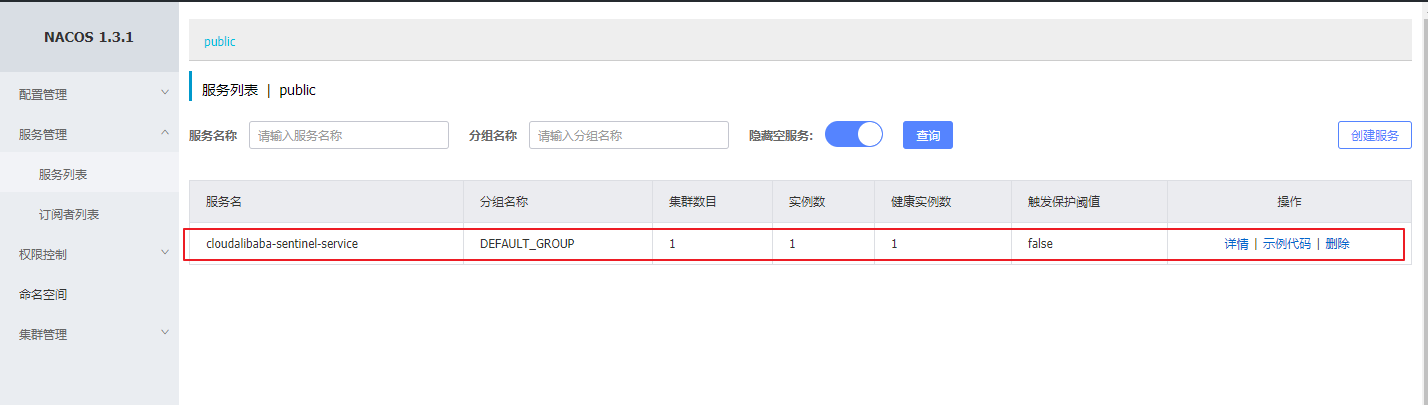 NACOS 1.3.1
配置管理
服务管理
服务列表
订阅者列表
权限控制
命名空间
集群管理
public
服务列表 | public
服务名称 请输入服务名称 分组名称 请输入分组名称 隐藏空服务: 查询 创建服务
服务名 分组名称 集群数目 实例数 健康实例数 触发保护阈值 操作
cloudalibaba-sentinel-service DEFAULT_GROUP 1 1 1 false 详情 | 示例代码 | 删除